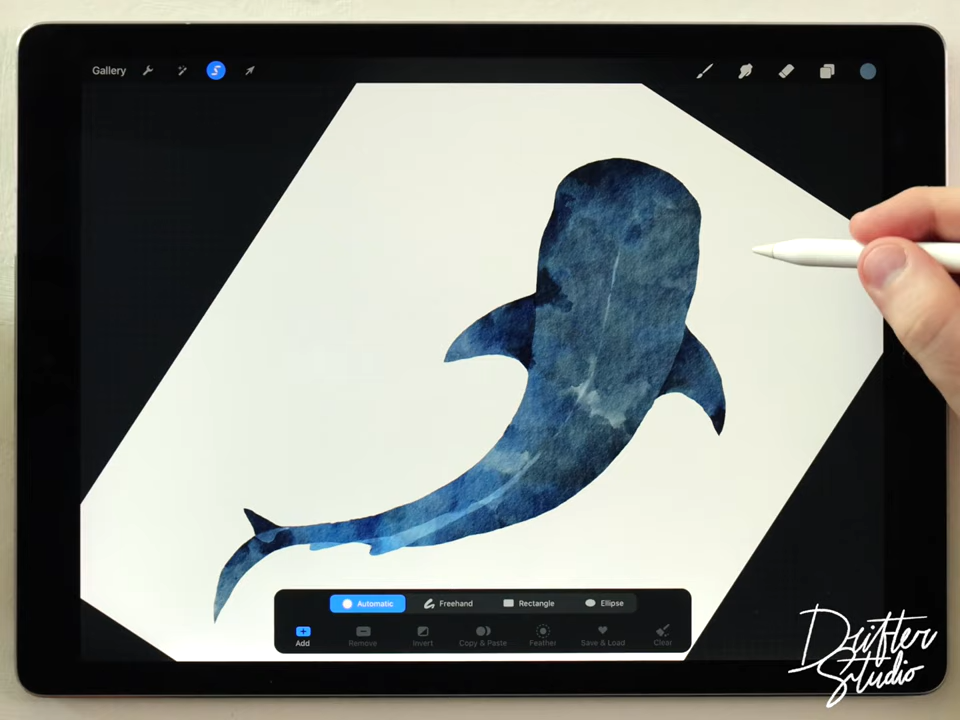 Gallery
Automatic Freehand Rectangle Ellipse
Add Remove Invert Copy & Paste Feather Save & Load Clear
Drifter
Studio